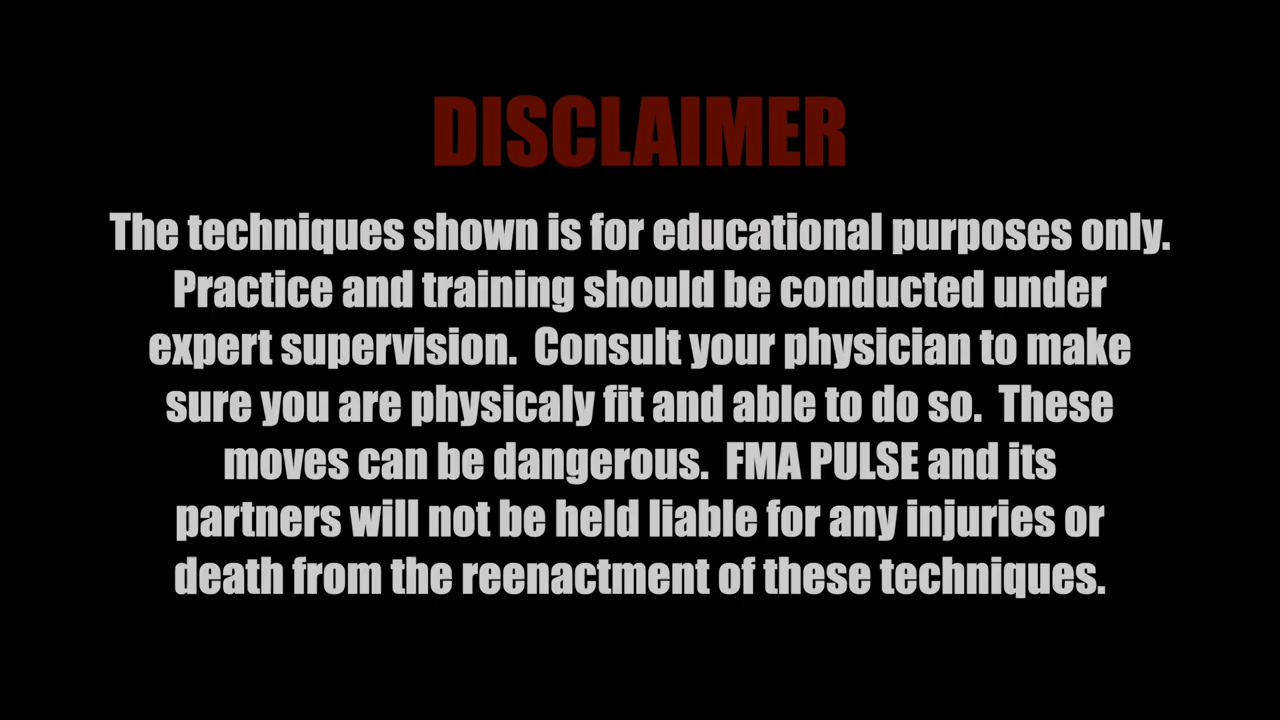 DISCLAIMER
The techniques shown is for educational purposes only.
Practice and training should be conducted under
expert supervision.  Consult your physician to make
sure you are physicaly fit and able to do so.  These
moves can be dangerous.  FMA PULSE and its
partners will not be held liable for any injuries or
death from the reenactment of these techniques.